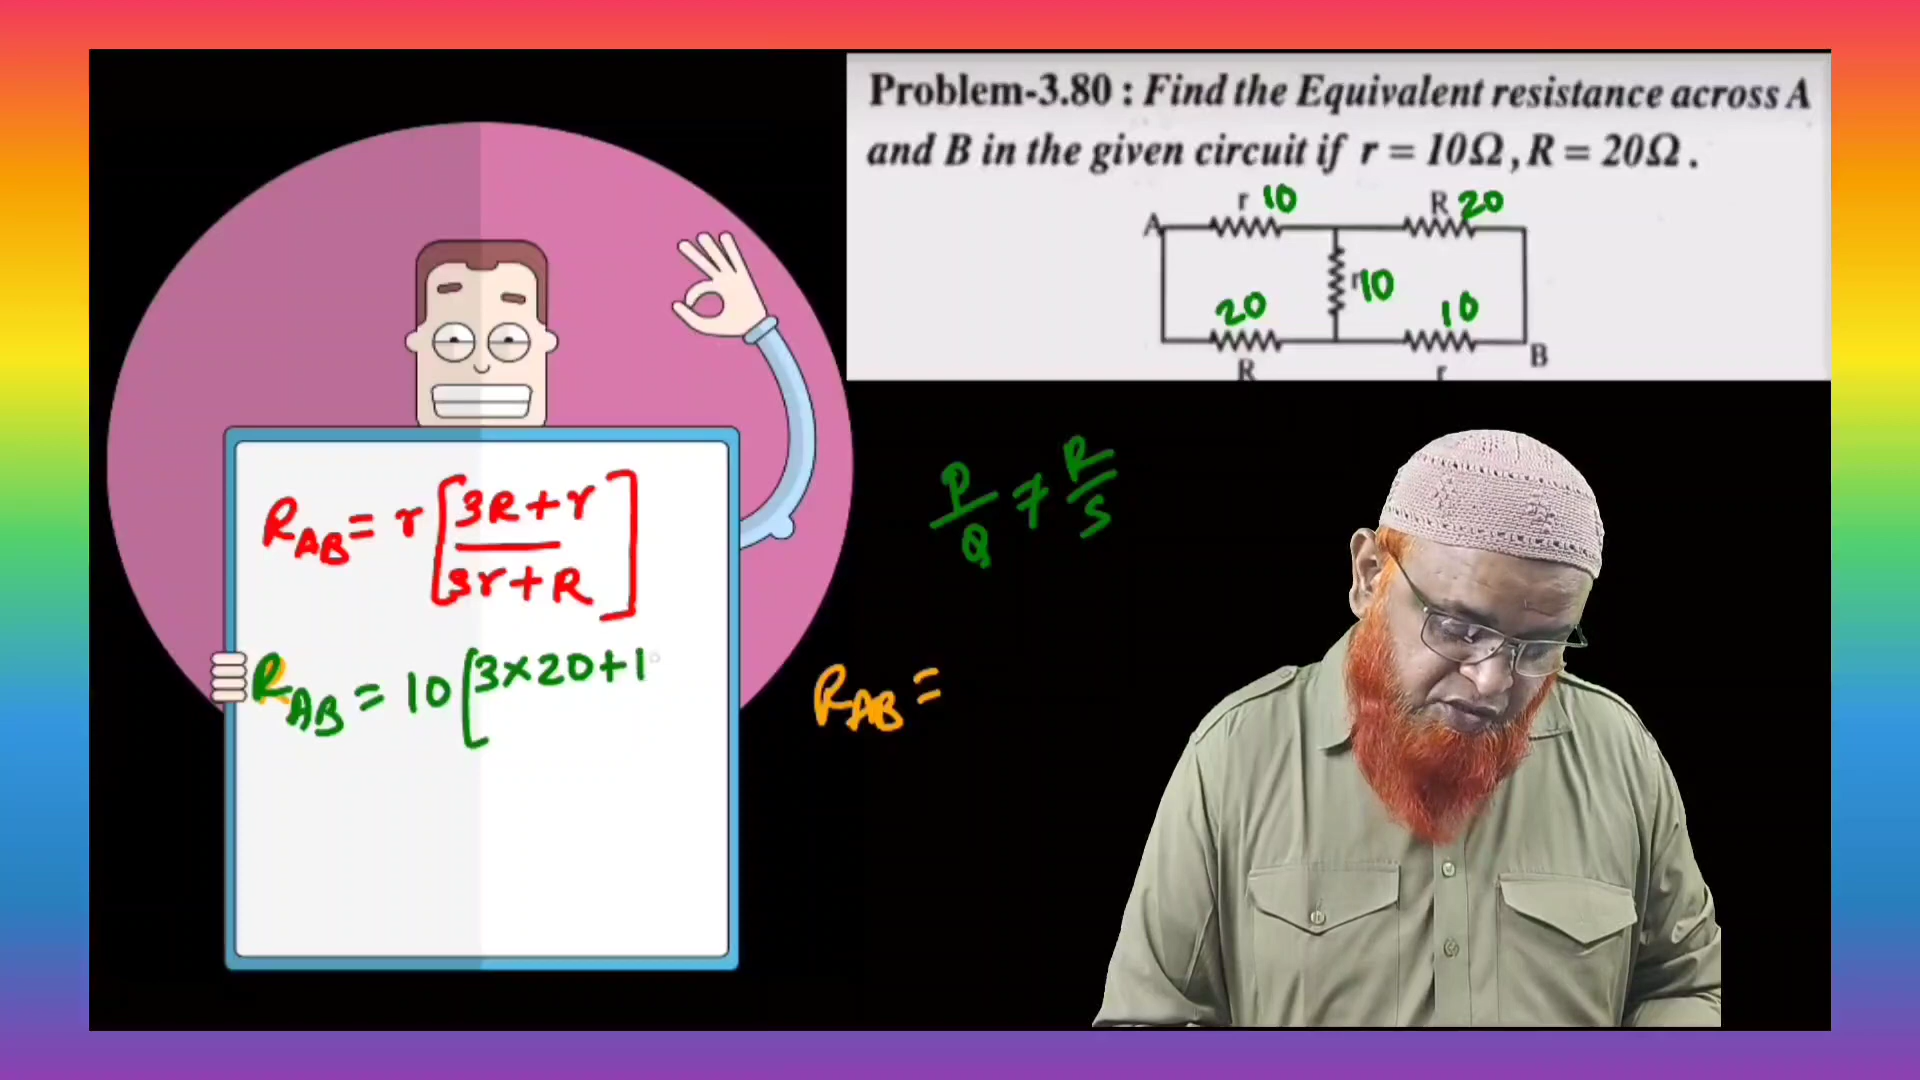 Problem-3.80 : Find the Equivalent resistance across A
and B in the given circuit if r = 10Ω, R = 20Ω.
r 10 R 20
A
r 10
20 10
B
R r
R_AB = r [ 3R + r
3r + R ]
P/Q ≠ R/S
R_AB = 10 [ 3×20+1
R_AB =